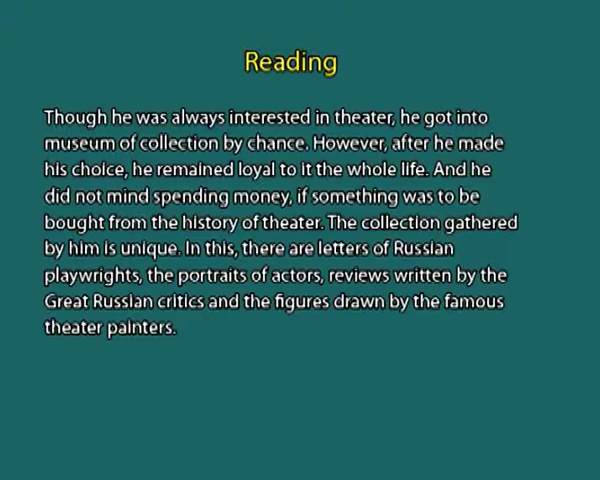 Reading
Though he was always interested in theater, he got into
museum of collection by chance. However, after he made
his choice, he remained loyal to it the whole life. And he
did not mind spending money, if something was to be
bought from the history of theater. The collection gathered
by him is unique. In this, there are letters of Russian
playwrights, the portraits of actors, reviews written by the
Great Russian critics and the figures drawn by the famous
theater painters.